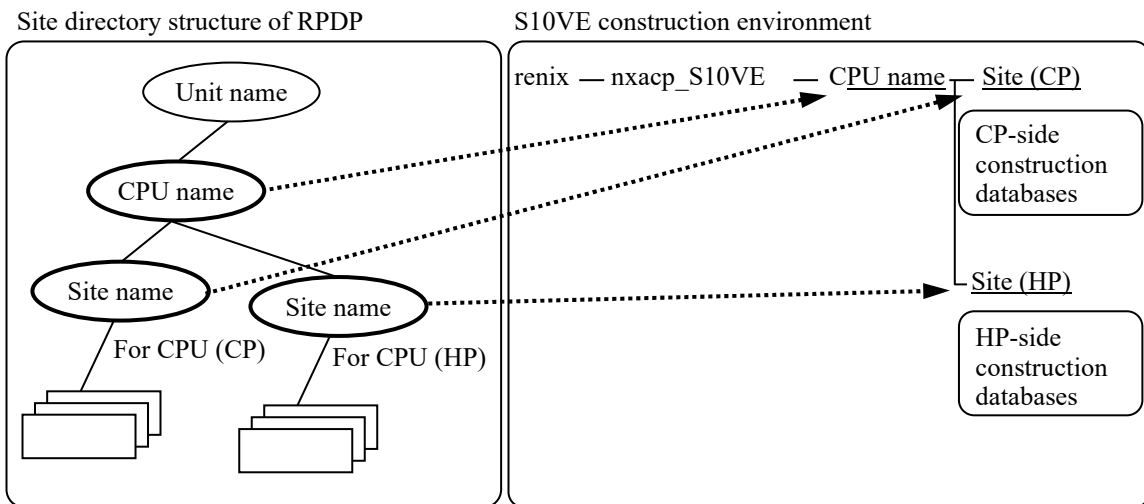 Site directory structure of RPDP
Unit name
CPU name
Site name
Site name
For CPU (CP)
For CPU (HP)
S10VE construction environment
renix — nxacp_S10VE — CPU name — Site (CP)
CP-side
construction
databases
Site (HP)
HP-side
construction
databases